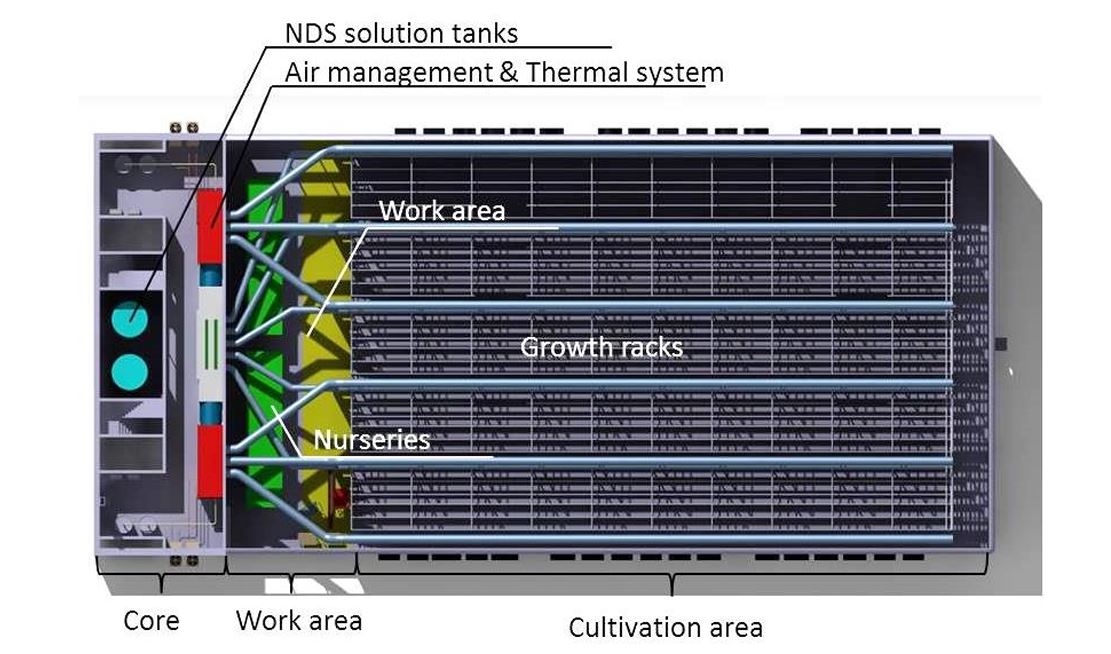 NDS solution tanks
Air management & Thermal system
Work area
Growth racks
Nurseries
Core
Work area
Cultivation area